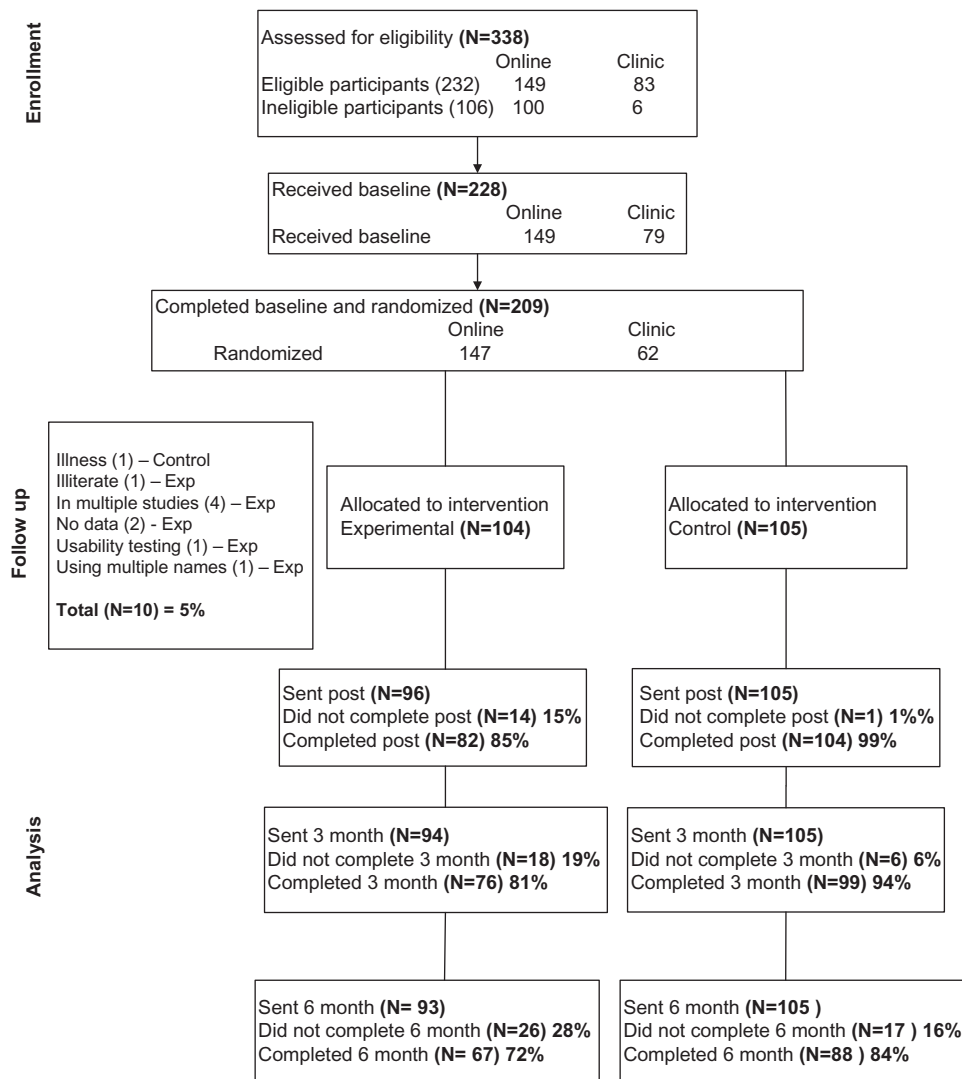 Enrollment
Assessed for eligibility (N=338)
Online Clinic
Eligible participants (232) 149 83
Ineligible participants (106) 100 6
Received baseline (N=228)
Online Clinic
Received baseline 149 79
Completed baseline and randomized (N=209)
Online Clinic
Randomized 147 62
Follow up
Illness (1) – Control
Illiterate (1) – Exp
In multiple studies (4) – Exp
No data (2) - Exp
Usability testing (1) – Exp
Using multiple names (1) – Exp
Total (N=10) = 5%
Allocated to intervention
Experimental (N=104)
Allocated to intervention
Control (N=105)
Sent post (N=96)
Did not complete post (N=14) 15%
Completed post (N=82) 85%
Sent post (N=105)
Did not complete post (N=1) 1%%
Completed post (N=104) 99%
Analysis
Sent 3 month (N=94)
Did not complete 3 month (N=18) 19%
Completed 3 month (N=76) 81%
Sent 3 month (N=105)
Did not complete 3 month (N=6) 6%
Completed 3 month (N=99) 94%
Sent 6 month (N= 93)
Did not complete 6 month (N=26) 28%
Completed 6 month (N= 67) 72%
Sent 6 month (N=105 )
Did not complete 6 month (N=17 ) 16%
Completed 6 month (N=88 ) 84%